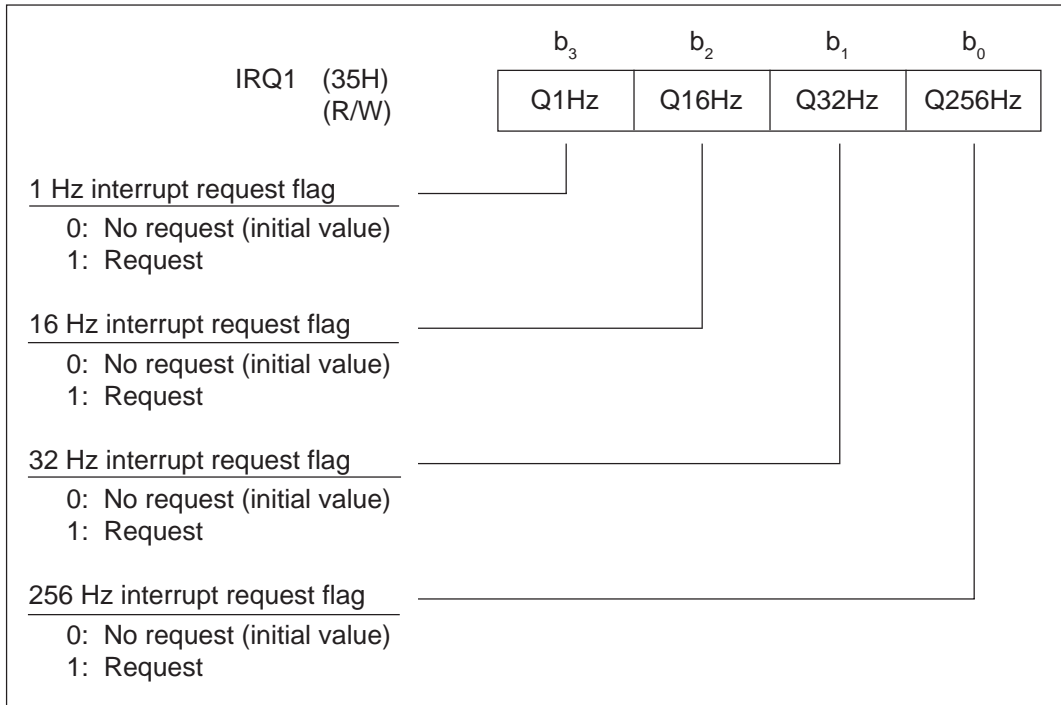 b3 b2 b1 b0
IRQ1 (35H)
(R/W)
Q1Hz Q16Hz Q32Hz Q256Hz
1 Hz interrupt request flag
0: No request (initial value)
1: Request
16 Hz interrupt request flag
0: No request (initial value)
1: Request
32 Hz interrupt request flag
0: No request (initial value)
1: Request
256 Hz interrupt request flag
0: No request (initial value)
1: Request